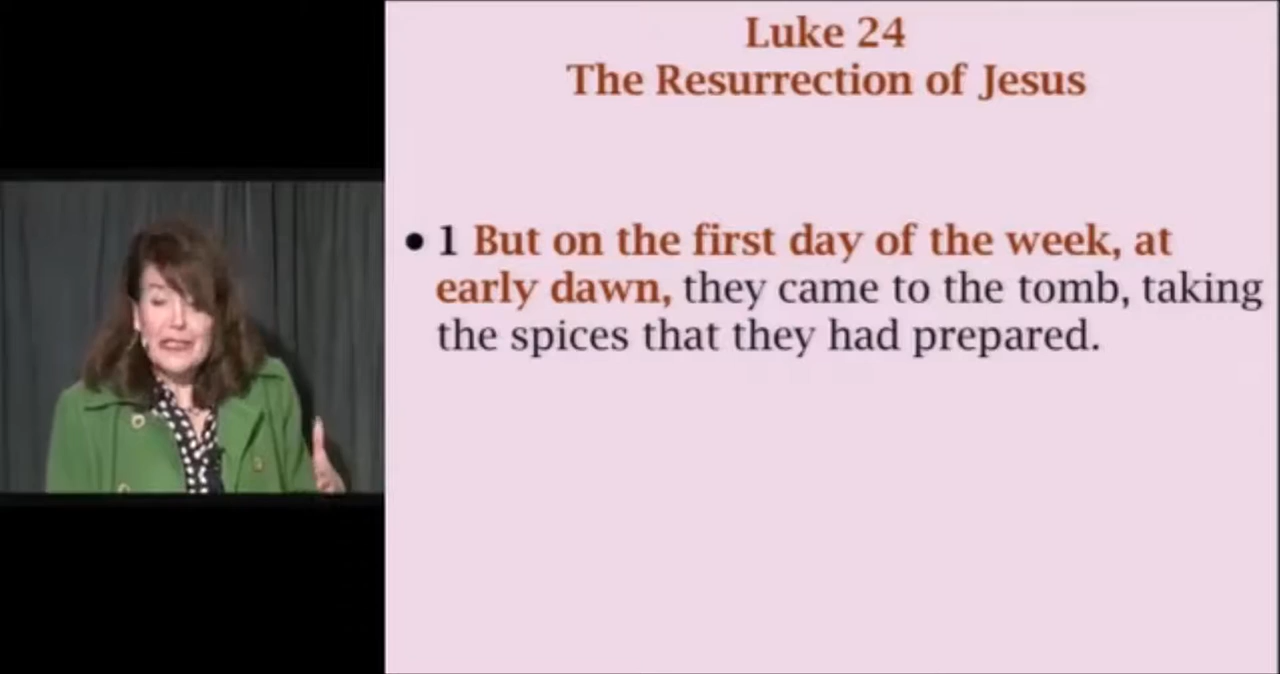 Luke 24
The Resurrection of Jesus
• 1 But on the first day of the week, at
early dawn, they came to the tomb, taking
the spices that they had prepared.